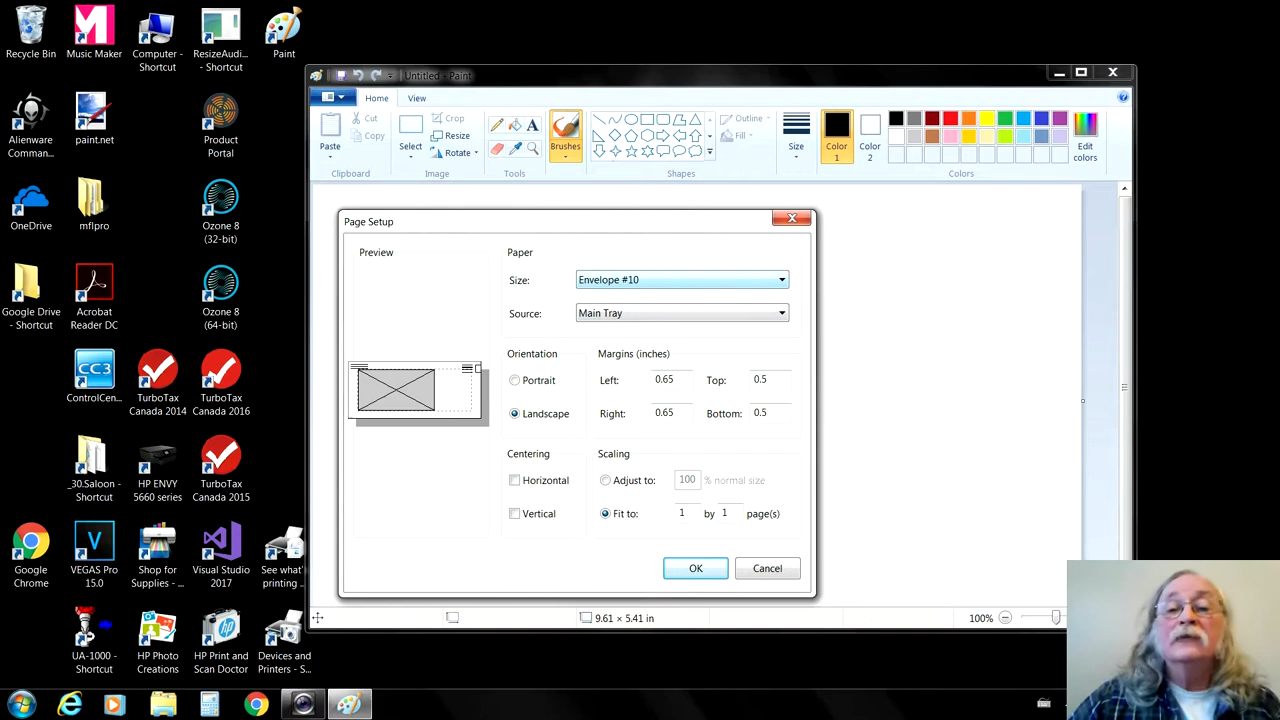 Recycle Bin
Music Maker
Computer -
Shortcut
ResizeAudi...
- Shortcut
Paint
Alienware
Comman...
paint.net
Product
Portal
OneDrive
mflpro
Ozone 8
(32-bit)
Google Drive
- Shortcut
Acrobat
Reader DC
Ozone 8
(64-bit)
CC3
ControlCen...
TurboTax
Canada 2014
TurboTax
Canada 2016
_30.Saloon -
Shortcut
HP ENVY
5660 series
TurboTax
Canada 2015
Google
Chrome
V
VEGAS Pro
15.0
Shop for
Supplies - ...
Visual Studio
2017
See what's
printing ...
UA-1000 -
Shortcut
HP Photo
Creations
HP Print and
Scan Doctor
Devices and
Printers - S...
Untitled - Paint
Home
View
Paste
Cut
Copy
Clipboard
Select
Crop
Resize
Rotate
Image
A
Tools
Brushes
Outline
Fill
Shapes
Size
Color
1
Color
2
Edit
colors
Colors
Page Setup
Preview
Paper
Size:
Envelope #10
Source:
Main Tray
Orientation
Portrait
Landscape
Margins (inches)
Left:
0.65
Top:
0.5
Right:
0.65
Bottom:
0.5
Centering
Horizontal
Vertical
Scaling
Adjust to:
100
% normal size
Fit to:
1
by
1
page(s)
OK
Cancel
9.61 × 5.41 in
100%